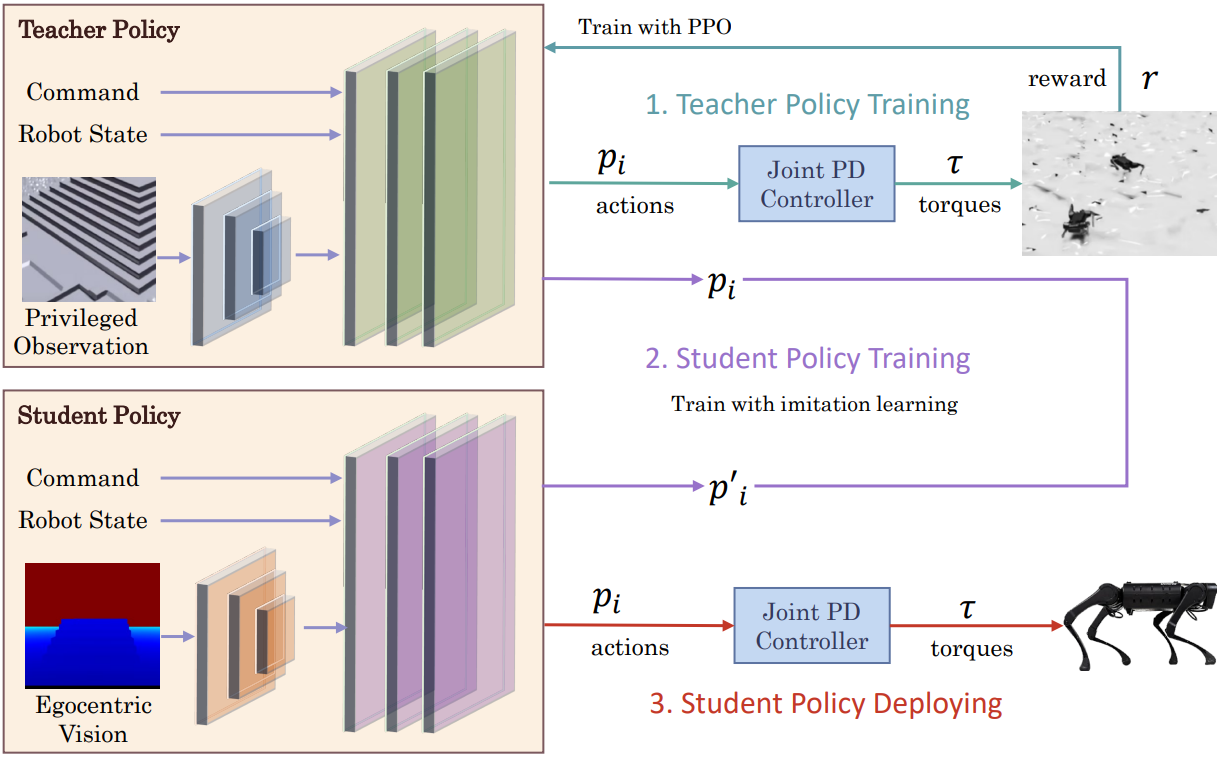 Teacher Policy
Command
Robot State
Privileged
Observation
Train with PPO
reward r
1. Teacher Policy Training
p_i
actions
Joint PD
Controller
τ
torques
p_i
2. Student Policy Training
Train with imitation learning
p'_i
Student Policy
Command
Robot State
Egocentric
Vision
p_i
actions
Joint PD
Controller
τ
torques
3. Student Policy Deploying